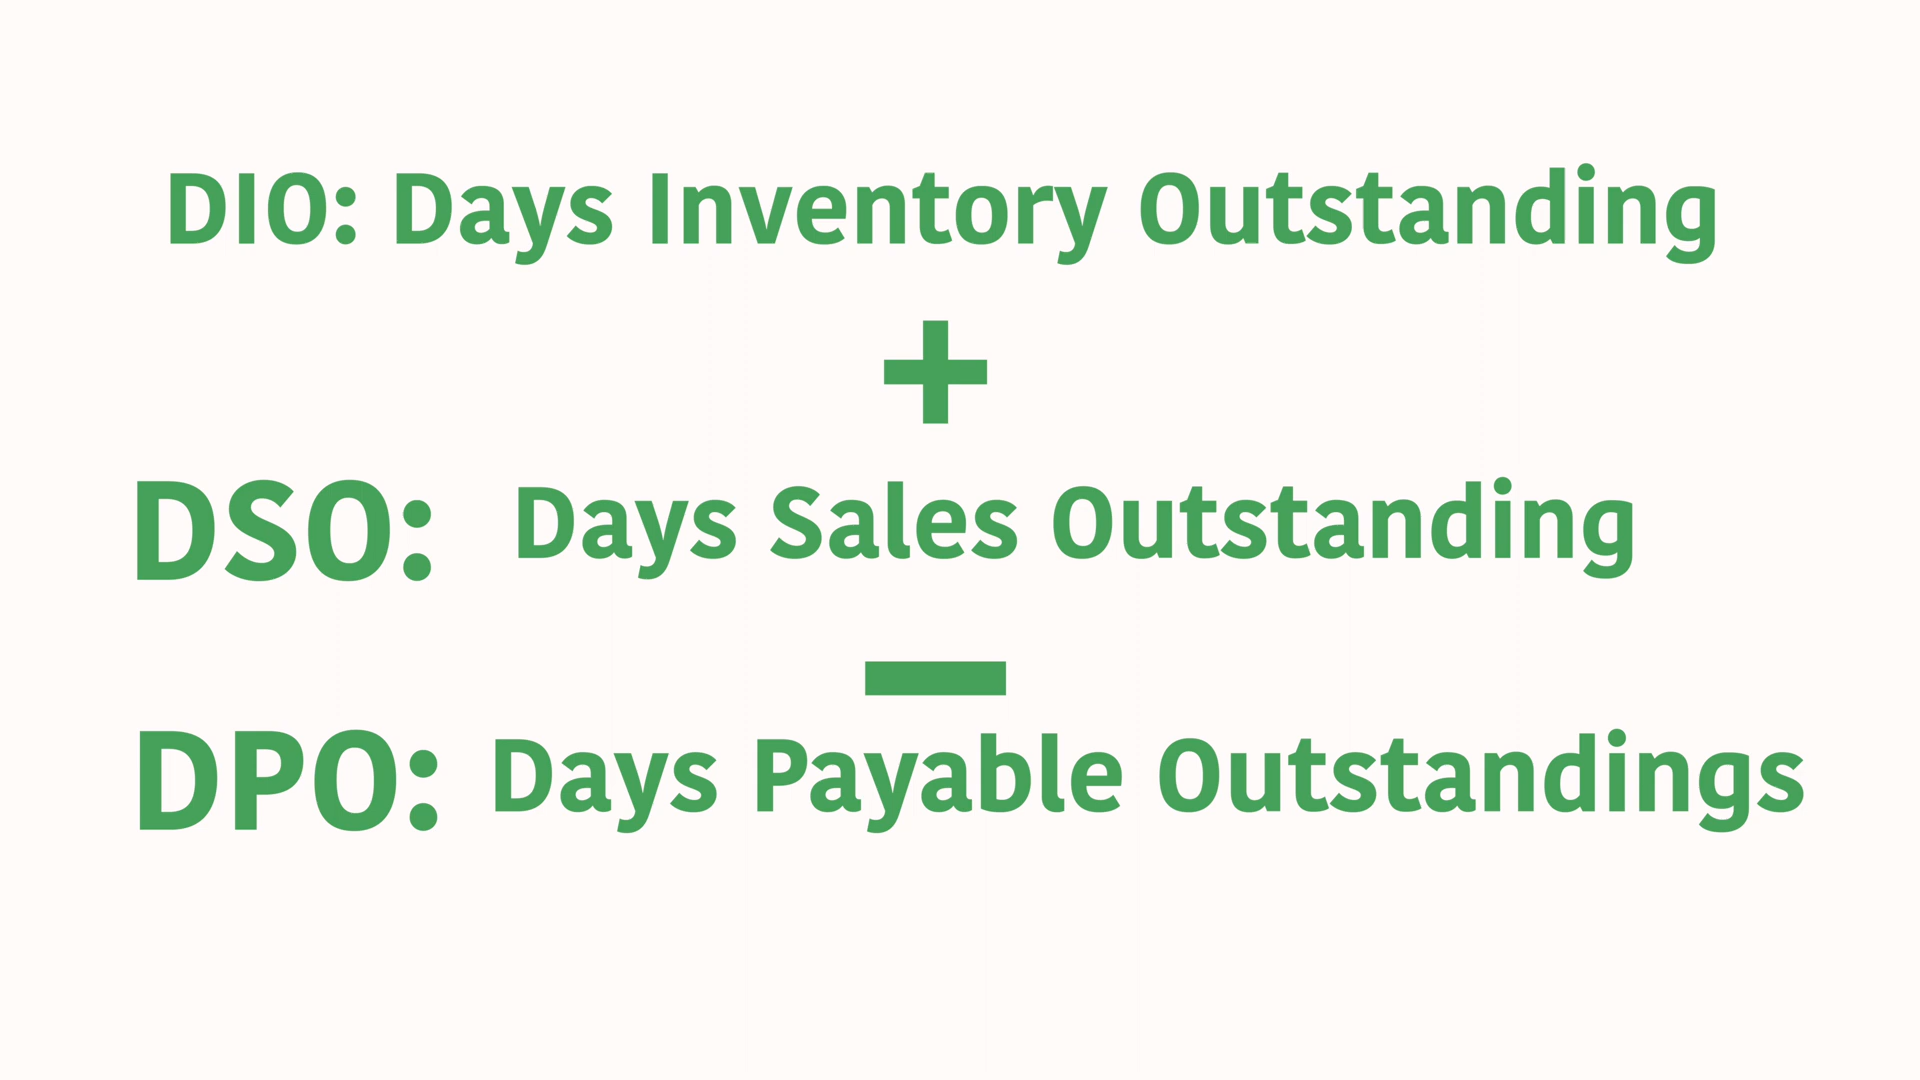 DIO: Days Inventory Outstanding
+
DSO: Days Sales Outstanding
−
DPO: Days Payable Outstandings